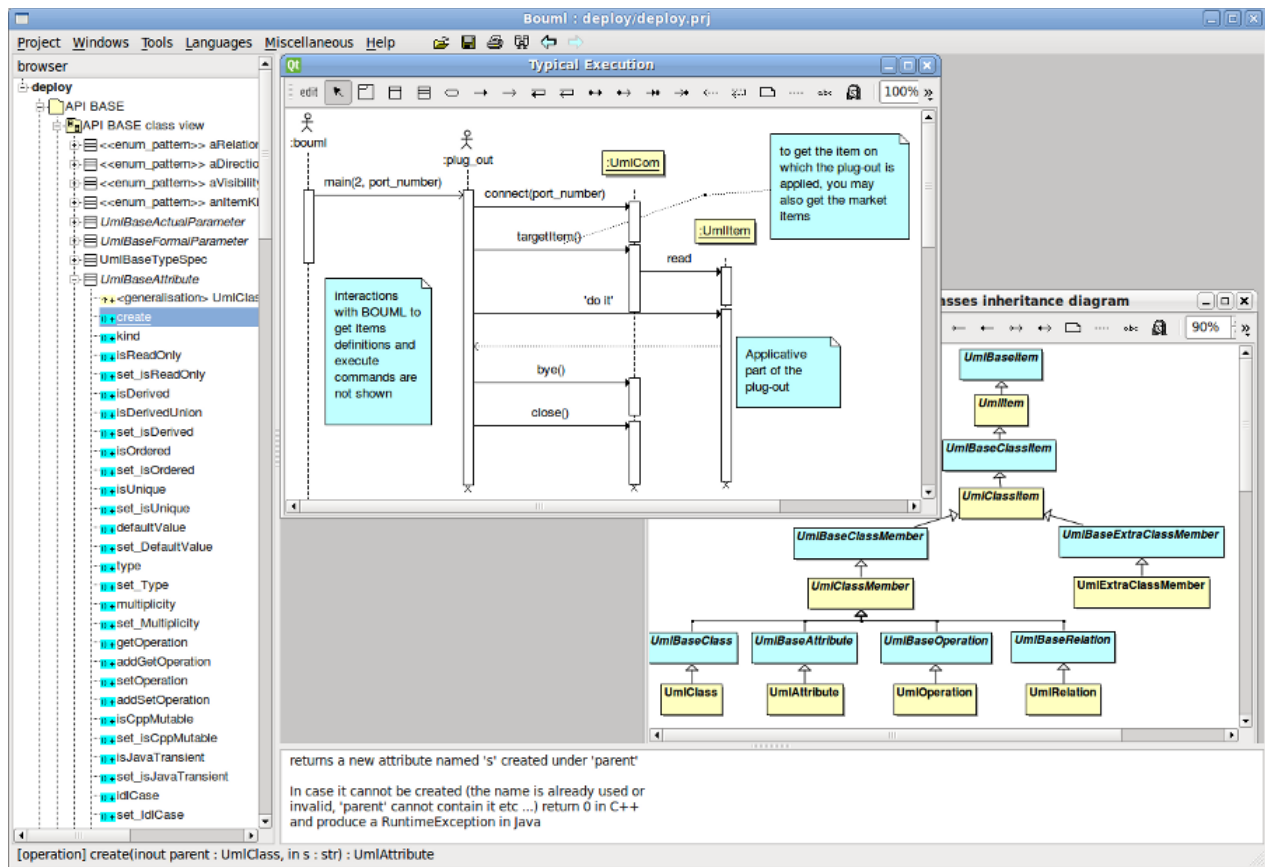 Bouml : deploy/deploy.prj
Project Windows Tools Languages Miscellaneous Help
browser
deploy
API BASE
API BASE class view
<<enum_pattern>> aRelation
<<enum_pattern>> aDirectio
<<enum_pattern>> aVisibility
<<enum_pattern>> anItemKi
UmlBaseActualParameter
UmlBaseFormalParameter
UmlBaseTypeSpec
UmlBaseAttribute
<generalisation> UmlClas
create
kind
isReadOnly
set_isReadOnly
isDerived
isDerivedUnion
set_isDerived
isOrdered
set_isOrdered
isUnique
set_isUnique
defaultValue
set_DefaultValue
type
set_Type
multiplicity
set_Multiplicity
getOperation
addGetOperation
setOperation
addSetOperation
isCppMutable
set_isCppMutable
isJavaTransient
set_isJavaTransient
idlCase
set_IdlCase
Qt Typical Execution
edit abc 100%
:bouml
:plug_out
:UmlCom
:UmlItem
to get the item on
which the plug-out is
applied, you may
also get the market
items
main(2, port_number)
connect(port_number)
targetItem()
read
'do it'
bye()
close()
Interactions
with BOUML to
get items
definitions and
execute
commands are
not shown
Applicative
part of the
plug-out
asses inheritance diagram
abc 90%
UmlBaseItem
UmlItem
UmlBaseClassItem
UmlClassItem
UmlBaseClassMember UmlBaseExtraClassMember
UmlClassMember UmlExtraClassMember
UmlBaseClass UmlBaseAttribute UmlBaseOperation UmlBaseRelation
UmlClass UmlAttribute UmlOperation UmlRelation
returns a new attribute named 's' created under 'parent'
In case it cannot be created (the name is already used or
invalid, 'parent' cannot contain it etc ...) return 0 in C++
and produce a RuntimeException in Java
[operation] create(inout parent : UmlClass, in s : str) : UmlAttribute